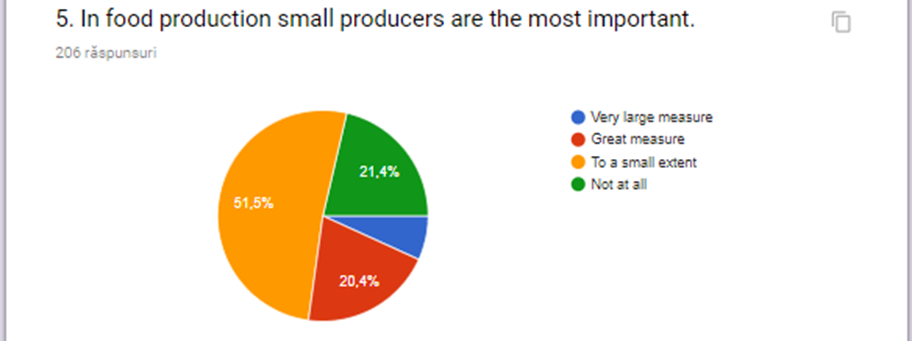 5. In food production small producers are the most important.
206 răspunsuri
Very large measure
Great measure
To a small extent
Not at all
21,4%
51,5%
20,4%